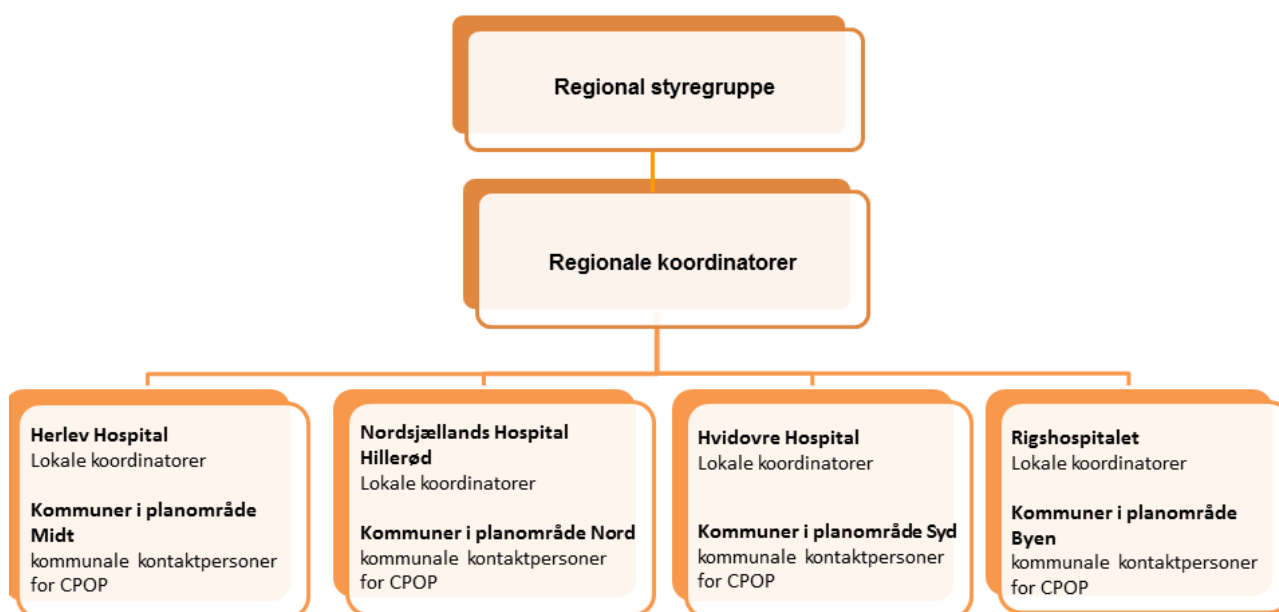 Regional styregruppe
Regionale koordinatorer
Herlev Hospital
Lokale koordinatorer
Kommuner i planområde
Midt
kommunale kontaktpersoner
for CPOP
Nordsjællands Hospital
Hillerød
Lokale koordinatorer
Kommuner i planområde Nord
kommunale kontaktpersoner
for CPOP
Hvidovre Hospital
Lokale koordinatorer
Kommuner i planområde Syd
kommunale kontaktpersoner
for CPOP
Rigshospitalet
Lokale koordinatorer
Kommuner i planområde
Byen
kommunale kontaktpersoner
for CPOP